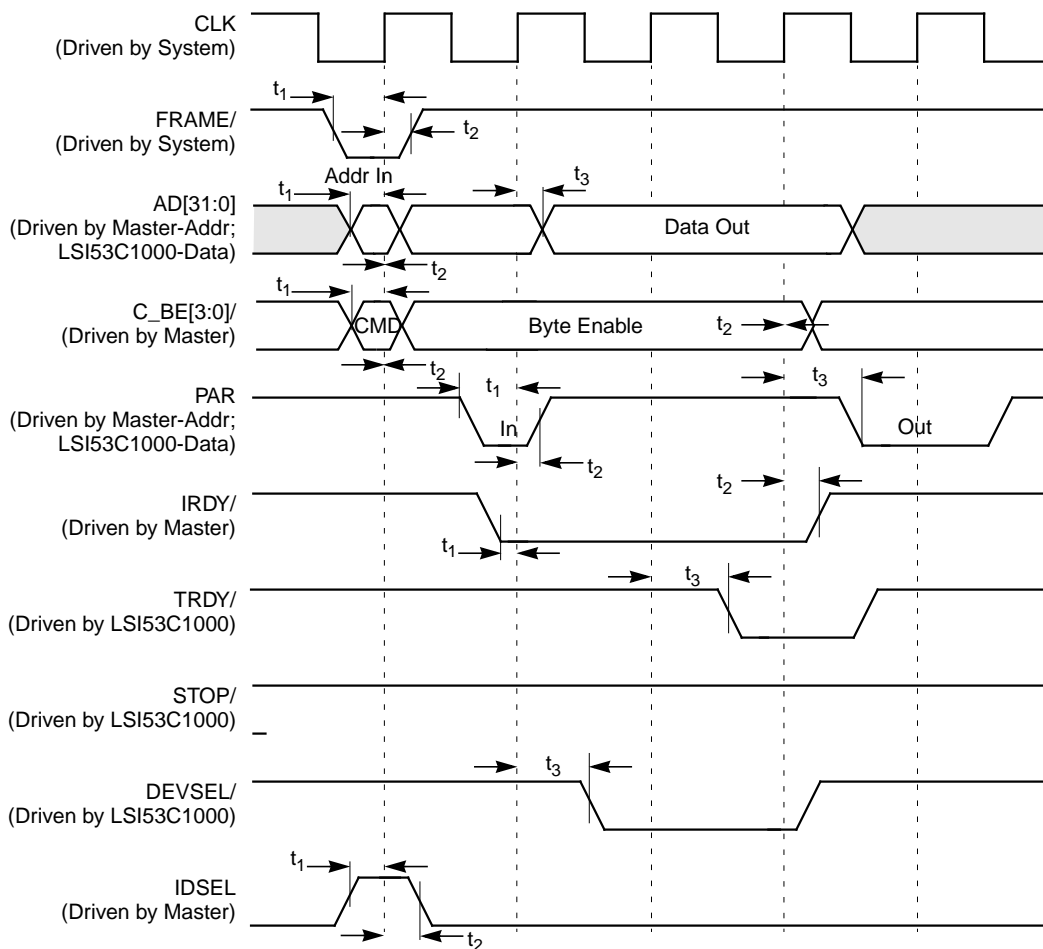 CLK
(Driven by System)
t1
FRAME/
(Driven by System)
t2
Addr In
t1
t3
AD[31:0]
(Driven by Master-Addr;
LSI53C1000-Data)
Data Out
t2
t1
C_BE[3:0]/
(Driven by Master)
CMD
Byte Enable
t2
t2
t1
t3
PAR
(Driven by Master-Addr;
LSI53C1000-Data)
In
Out
t2
t2
IRDY/
(Driven by Master)
t1
t3
TRDY/
(Driven by LSI53C1000)
STOP/
(Driven by LSI53C1000)
t3
DEVSEL/
(Driven by LSI53C1000)
t1
IDSEL
(Driven by Master)
t2